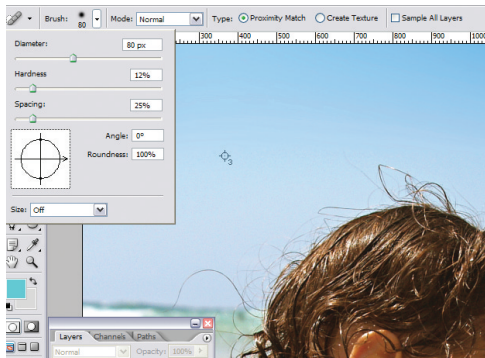 Brush: 80 Mode: Normal Type: Proximity Match Create Texture Sample All Layers
300 400 500 600 700 800 900 1000
Diameter: 80 px
Hardness 12%
Spacing: 25%
Angle: 0°
Roundness: 100%
Size: Off
3
Layers Channels Paths
Normal Opacity: 100%